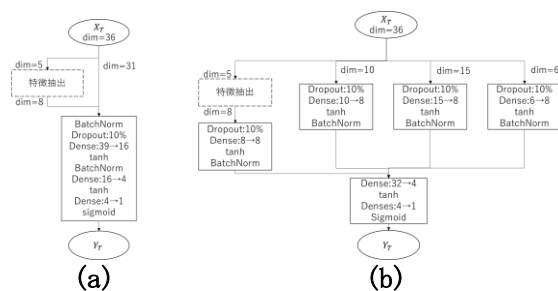 X_T
dim=36
dim=5
dim=31
特徴抽出
dim=8
BatchNorm
Dropout:10%
Dense:39→16
tanh
BatchNorm
Dense:16→4
tanh
Dense:4→1
sigmoid
Y_T
(a)
X_T
dim=36
dim=5
dim=10
dim=15
dim=6
特徴抽出
dim=8
Dropout:10%
Dense:8→8
tanh
BatchNorm
Dropout:10%
Dense:10→8
tanh
BatchNorm
Dropout:10%
Dense:15→8
tanh
BatchNorm
Dropout:10%
Dense:6→8
tanh
BatchNorm
Dense:32→4
tanh
Denses:4→1
Sigmoid
Y_T
(b)